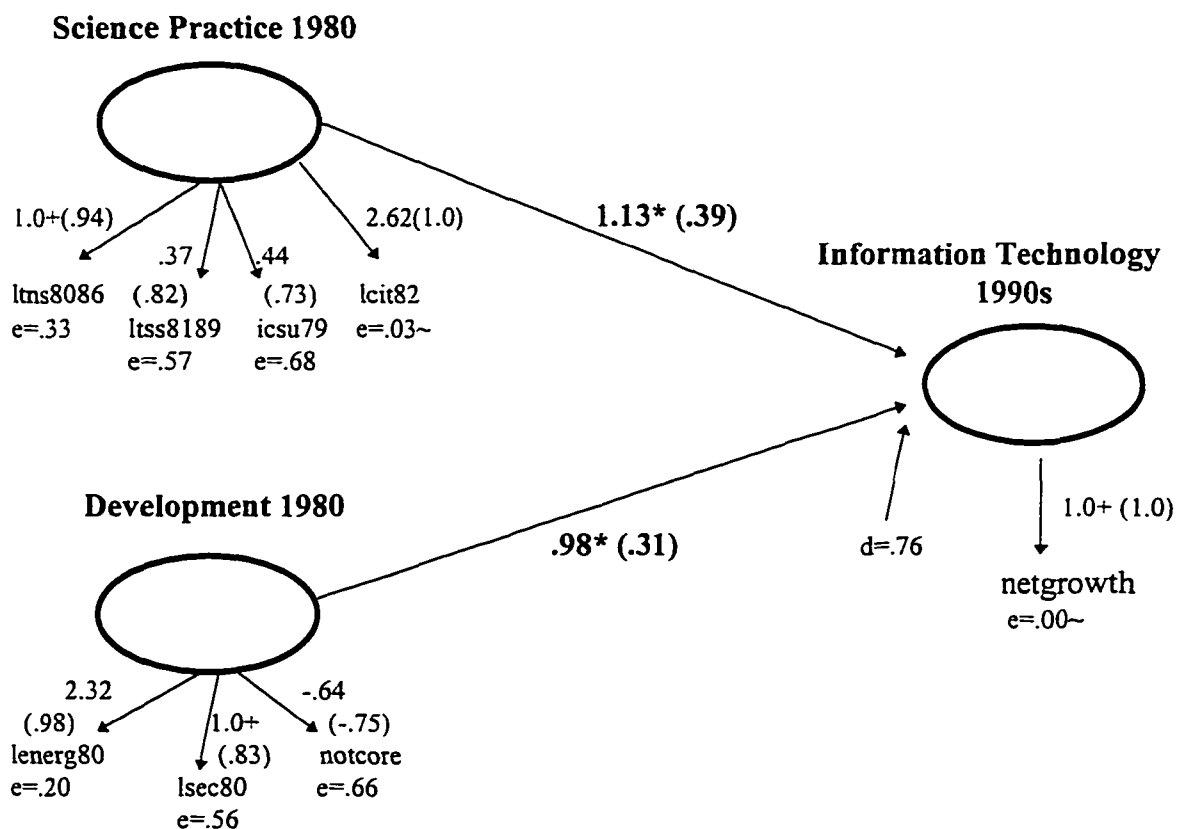 Science Practice 1980
1.0+(.94)
.37
.44
2.62(1.0)
ltns8086
e=.33
(.82)
ltss8189
e=.57
(.73)
icsu79
e=.68
lcit82
e=.03~
1.13* (.39)
Information Technology
1990s
1.0+ (1.0)
netgrowth
e=.00~
d=.76
Development 1980
.98* (.31)
2.32
(.98)
lenerg80
e=.20
1.0+
(.83)
lsec80
e=.56
-.64
(-.75)
notcore
e=.66